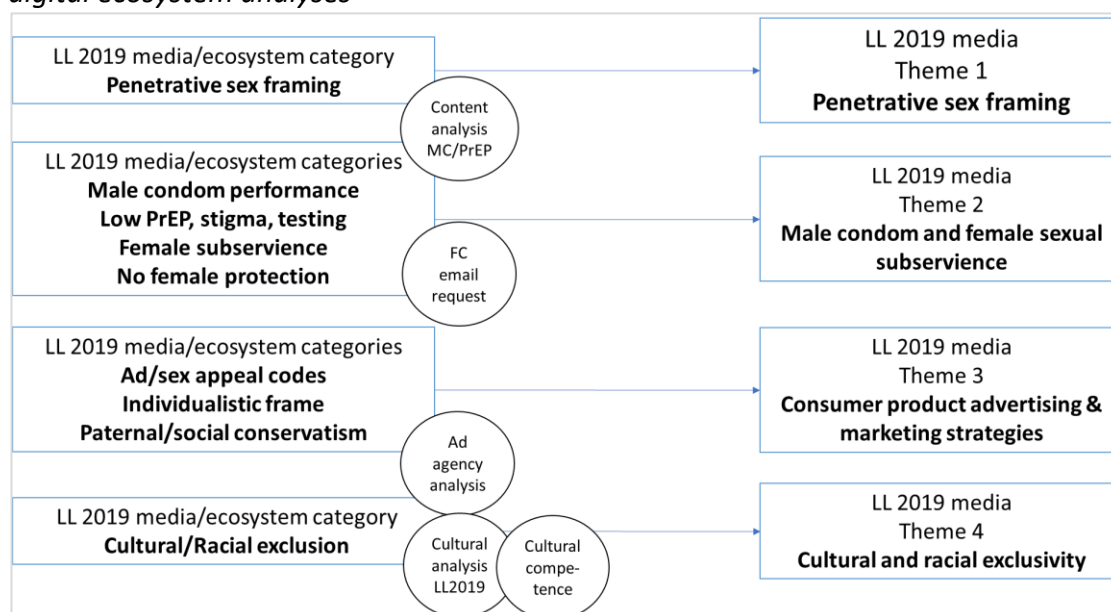 digital ecosystem analyses
LL 2019 media/ecosystem category
Penetrative sex framing
Content
analysis
MC/PrEP
LL 2019 media
Theme 1
Penetrative sex framing
LL 2019 media/ecosystem categories
Male condom performance
Low PrEP, stigma, testing
Female subservience
No female protection
FC
email
request
LL 2019 media
Theme 2
Male condom and female sexual
subservience
LL 2019 media/ecosystem categories
Ad/sex appeal codes
Individualistic frame
Paternal/social conservatism
Ad
agency
analysis
LL 2019 media
Theme 3
Consumer product advertising &
marketing strategies
LL 2019 media/ecosystem category
Cultural/Racial exclusion
Cultural
analysis
LL2019
Cultural
compe-
tence
LL 2019 media
Theme 4
Cultural and racial exclusivity